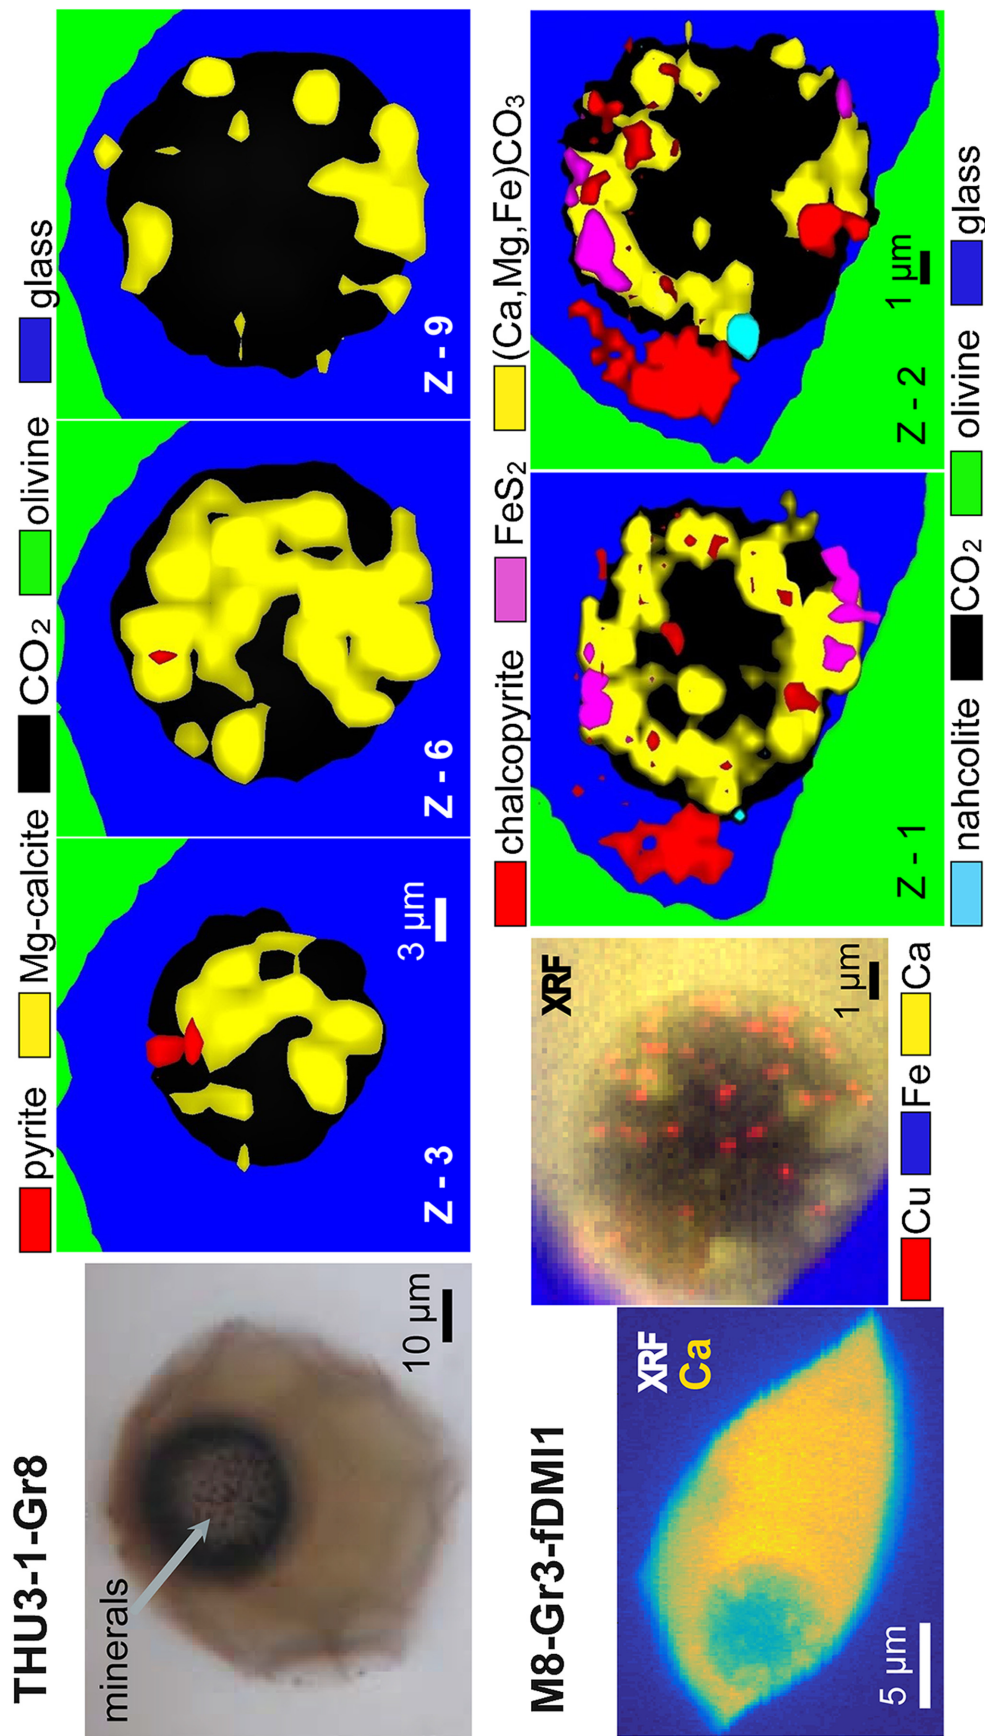 THU3-1-Gr8
minerals
10 μm
pyrite Mg-calcite CO₂ olivine glass
Z - 3
3 μm
Z - 6
Z - 9
M8-Gr3-fDMI1
XRF
Ca
5 μm
XRF
1 μm
Cu Fe Ca
chalcopyrite FeS₂ (Ca,Mg,Fe)CO₃
Z - 1
Z - 2
1 μm
nahcolite CO₂ olivine glass